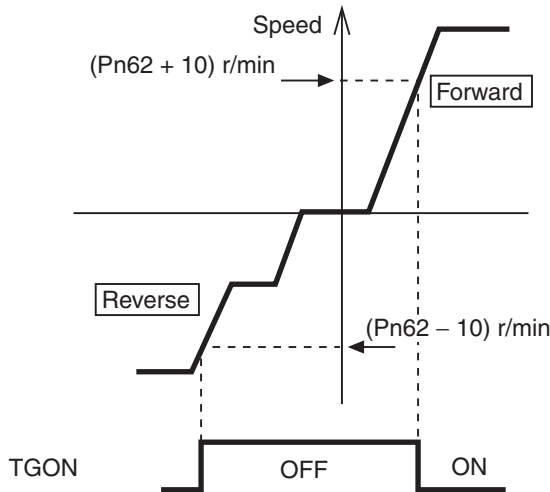 Speed
(Pn62 + 10) r/min
Forward
Reverse
(Pn62 − 10) r/min
TGON
OFF
ON